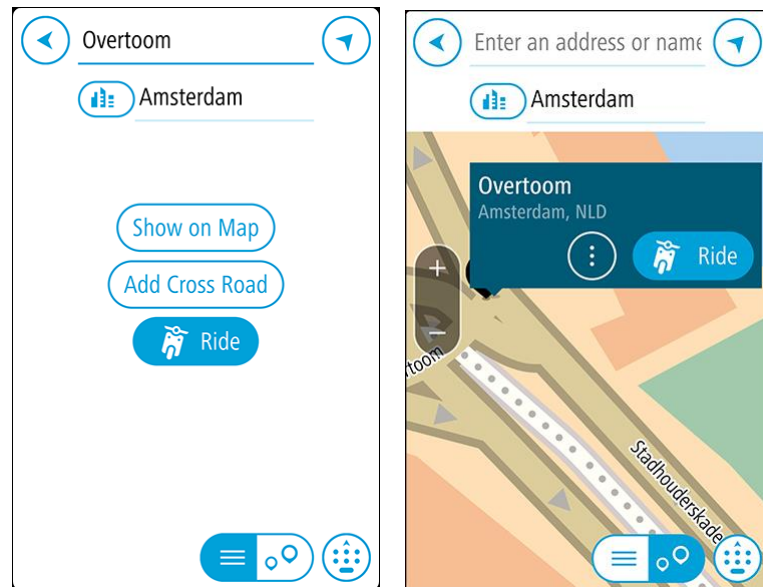 Overtoom
Amsterdam
Show on Map
Add Cross Road
Ride
Enter an address or name
Amsterdam
Overtoom
Amsterdam, NLD
Ride
+
−
rtoom
Stadhouderskade